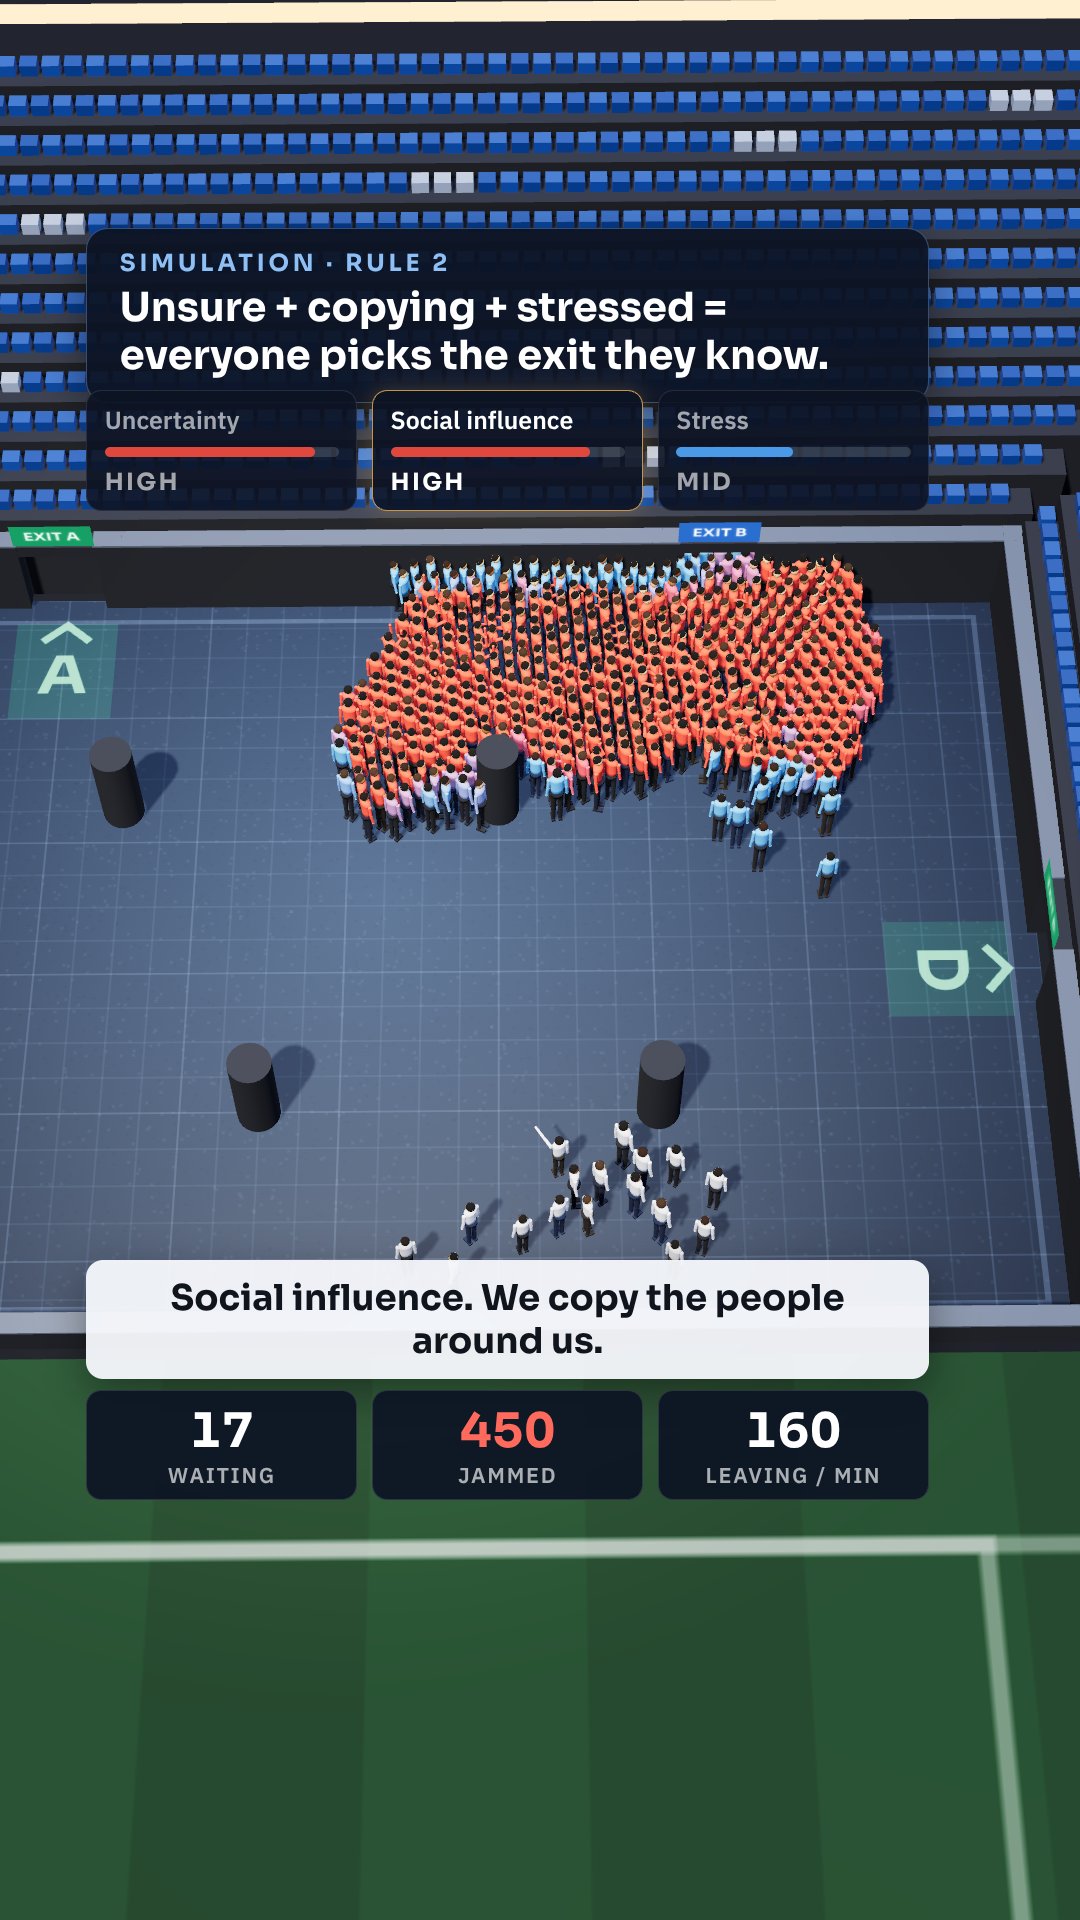 SIMULATION · RULE 2
Unsure + copying + stressed =
everyone picks the exit they know.
Uncertainty
HIGH
Social influence
HIGH
Stress
MID
EXIT A
EXIT B
A
D
Social influence. We copy the people
around us.
17
WAITING
450
JAMMED
160
LEAVING / MIN